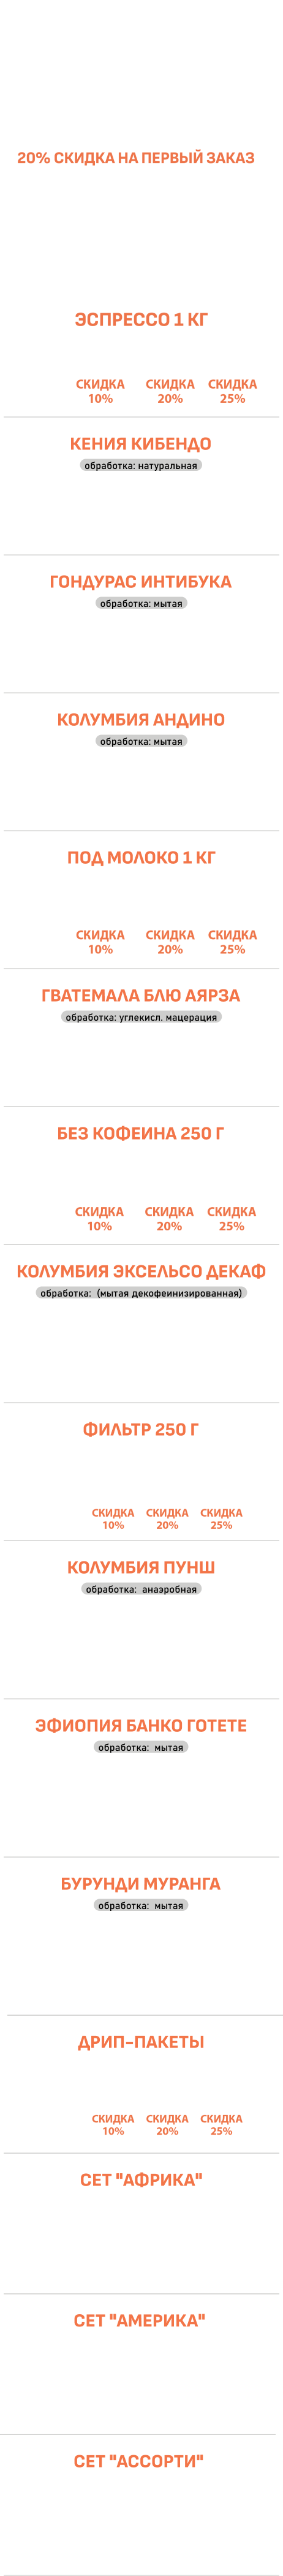 20% СКИДКА НА ПЕРВЫЙ ЗАКАЗ
ЭСПРЕССО 1 КГ
СКИДКА СКИДКА СКИДКА
10% 20% 25%
КЕНИЯ КИБЕНДО
обработка: натуральная
ГОНДУРАС ИНТИБУКА
обработка: мытая
КОЛУМБИЯ АНДИНО
обработка: мытая
ПОД МОЛОКО 1 КГ
СКИДКА СКИДКА СКИДКА
10% 20% 25%
ГВАТЕМАЛА БЛЮ АЯРЗА
обработка: углекисл. мацерация
БЕЗ КОФЕИНА 250 Г
СКИДКА СКИДКА СКИДКА
10% 20% 25%
КОЛУМБИЯ ЭКСЕЛЬСО ДЕКАФ
обработка: (мытая декофеинизированная)
ФИЛЬТР 250 Г
СКИДКА СКИДКА СКИДКА
10% 20% 25%
КОЛУМБИЯ ПУНШ
обработка: анаэробная
ЭФИОПИЯ БАНКО ГОТЕТЕ
обработка: мытая
БУРУНДИ МУРАНГА
обработка: мытая
ДРИП-ПАКЕТЫ
СКИДКА СКИДКА СКИДКА
10% 20% 25%
СЕТ "АФРИКА"
СЕТ "АМЕРИКА"
СЕТ "АССОРТИ"